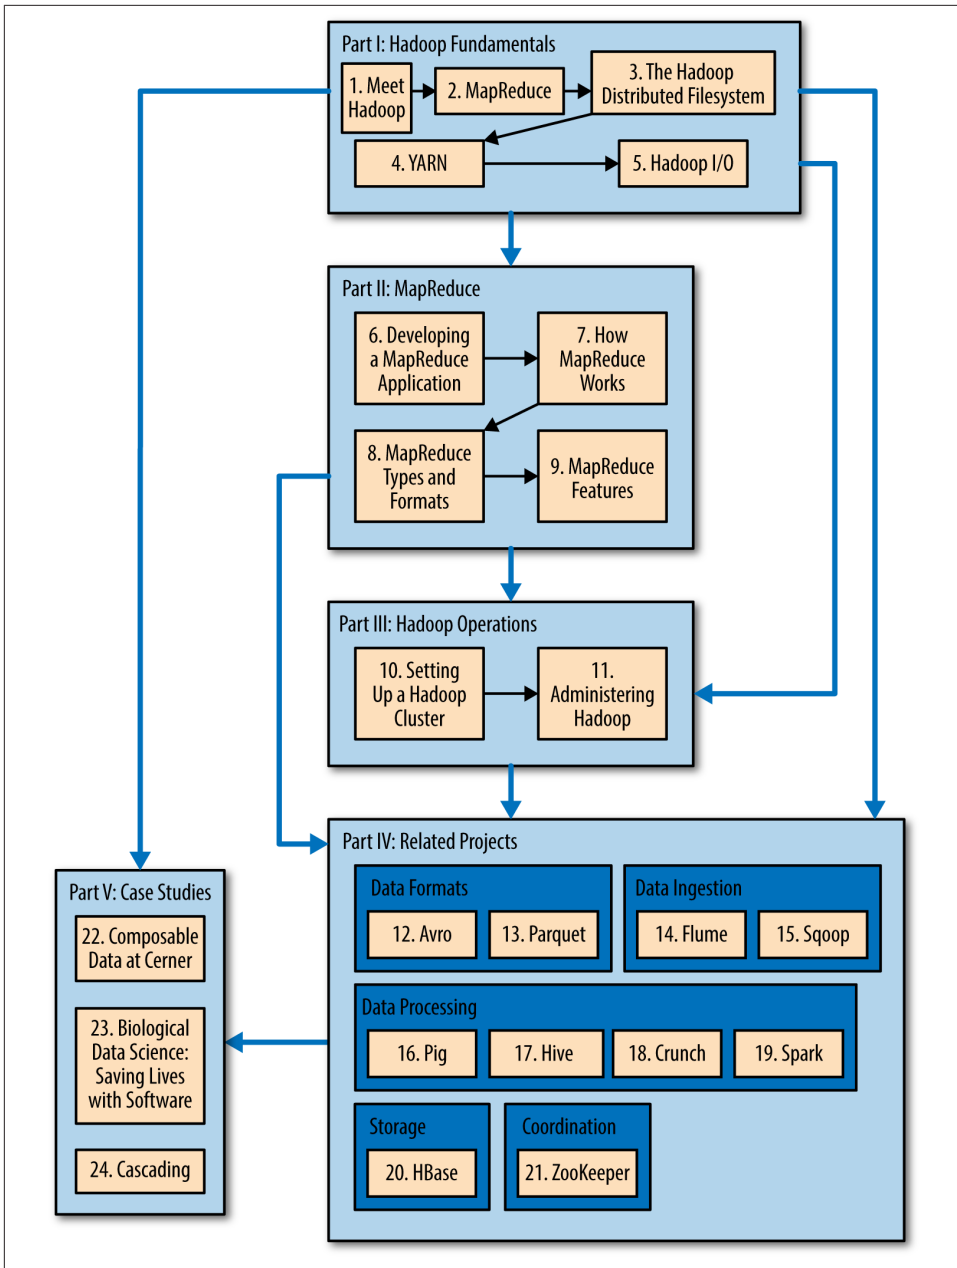 Part I: Hadoop Fundamentals
1. Meet
Hadoop
2. MapReduce
3. The Hadoop
Distributed Filesystem
4. YARN
5. Hadoop I/O
Part II: MapReduce
6. Developing
a MapReduce
Application
7. How
MapReduce
Works
8. MapReduce
Types and
Formats
9. MapReduce
Features
Part III: Hadoop Operations
10. Setting
Up a Hadoop
Cluster
11.
Administering
Hadoop
Part IV: Related Projects
Data Formats
12. Avro
13. Parquet
Data Ingestion
14. Flume
15. Sqoop
Data Processing
16. Pig
17. Hive
18. Crunch
19. Spark
Storage
20. HBase
Coordination
21. ZooKeeper
Part V: Case Studies
22. Composable
Data at Cerner
23. Biological
Data Science:
Saving Lives
with Software
24. Cascading